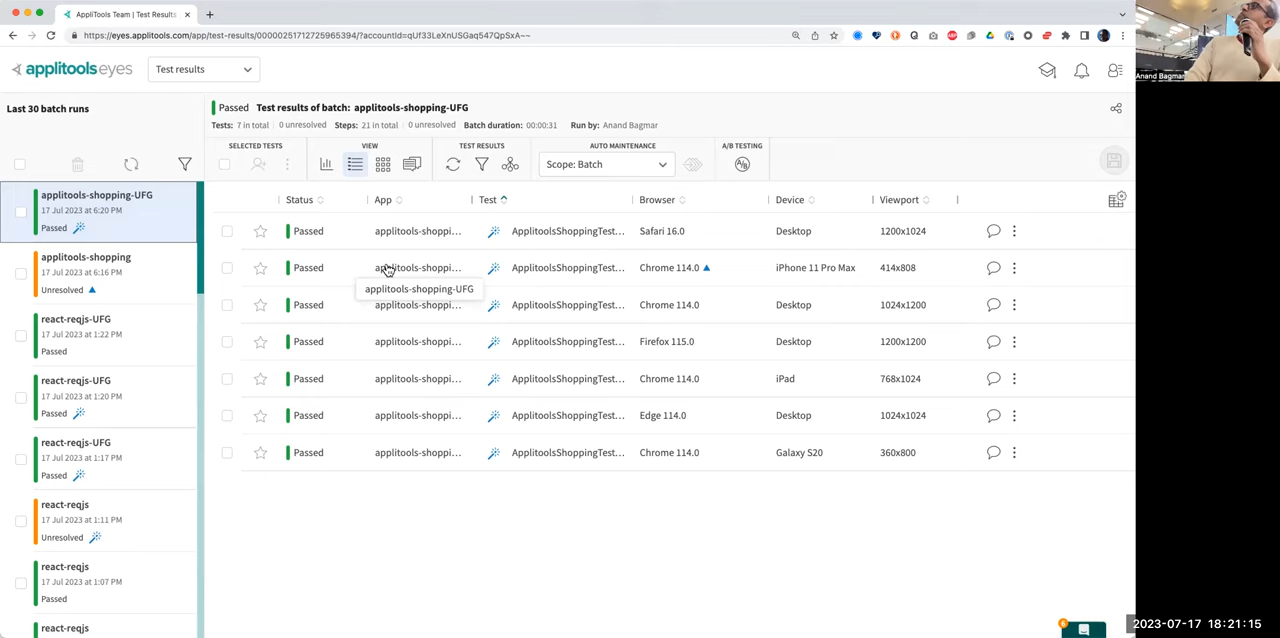 AppliTools Team | Test Results
https://eyes.applitools.com/app/test-results/00000251712725965394/?accountId=qUf33LeXnUSGaq547QpSxA~~
applitools eyes
Test results
Anand Bagmar
Last 30 batch runs
Passed Test results of batch: applitools-shopping-UFG
Tests: 7 in total | 0 unresolved Steps: 21 in total | 0 unresolved Batch duration: 00:00:31 Run by: Anand Bagmar
SELECTED TESTS VIEW TEST RESULTS AUTO MAINTENANCE A/B TESTING
Scope: Batch
applitools-shopping-UFG
17 Jul 2023 at 6:20 PM
Passed
applitools-shopping
17 Jul 2023 at 6:16 PM
Unresolved
react-reqjs-UFG
17 Jul 2023 at 1:22 PM
Passed
react-reqjs-UFG
17 Jul 2023 at 1:20 PM
Passed
react-reqjs-UFG
17 Jul 2023 at 1:17 PM
Passed
react-reqjs
17 Jul 2023 at 1:11 PM
Unresolved
react-reqjs
17 Jul 2023 at 1:07 PM
Passed
react-reqjs
Status App Test Browser Device Viewport
Passed applitools-shoppi... ApplitoolsShoppingTest... Safari 16.0 Desktop 1200x1024
Passed applitools-shoppi... ApplitoolsShoppingTest... Chrome 114.0 iPhone 11 Pro Max 414x808
applitools-shopping-UFG
Passed applitools-shoppi... ApplitoolsShoppingTest... Chrome 114.0 Desktop 1024x1200
Passed applitools-shoppi... ApplitoolsShoppingTest... Firefox 115.0 Desktop 1200x1200
Passed applitools-shoppi... ApplitoolsShoppingTest... Chrome 114.0 iPad 768x1024
Passed applitools-shoppi... ApplitoolsShoppingTest... Edge 114.0 Desktop 1024x1024
Passed applitools-shoppi... ApplitoolsShoppingTest... Chrome 114.0 Galaxy S20 360x800
6
2023-07-17 18:21:15